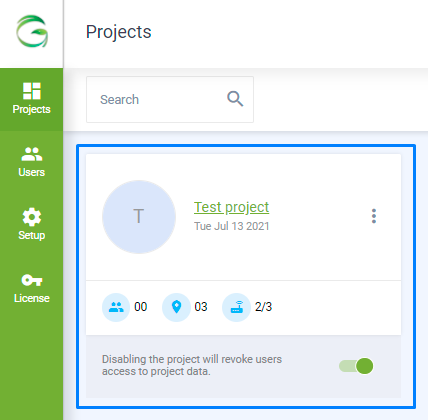 Projects
Projects
Search
Users
T
Test project
Tue Jul 13 2021
Setup
License
00
03
2/3
Disabling the project will revoke users
access to project data.